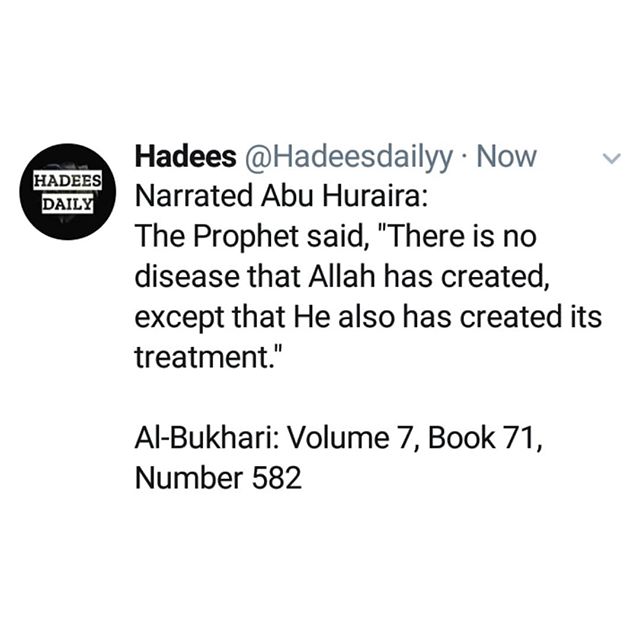 HADEES
DAILY
Hadees @Hadeesdailyy · Now
Narrated Abu Huraira:
The Prophet said, "There is no
disease that Allah has created,
except that He also has created its
treatment."
Al-Bukhari: Volume 7, Book 71,
Number 582